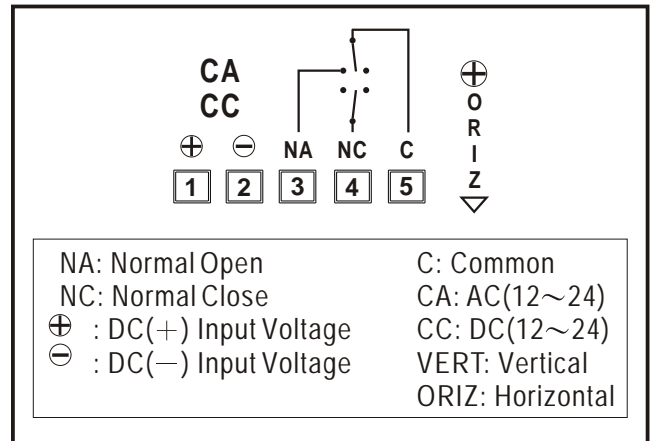 CA
CC
⊕ ⊖ NA NC C
1 2 3 4 5
ORIZ
NA: Normal Open
NC: Normal Close
⊕ : DC(+) Input Voltage
⊖ : DC(—) Input Voltage
C: Common
CA: AC(12～24)
CC: DC(12～24)
VERT: Vertical
ORIZ: Horizontal